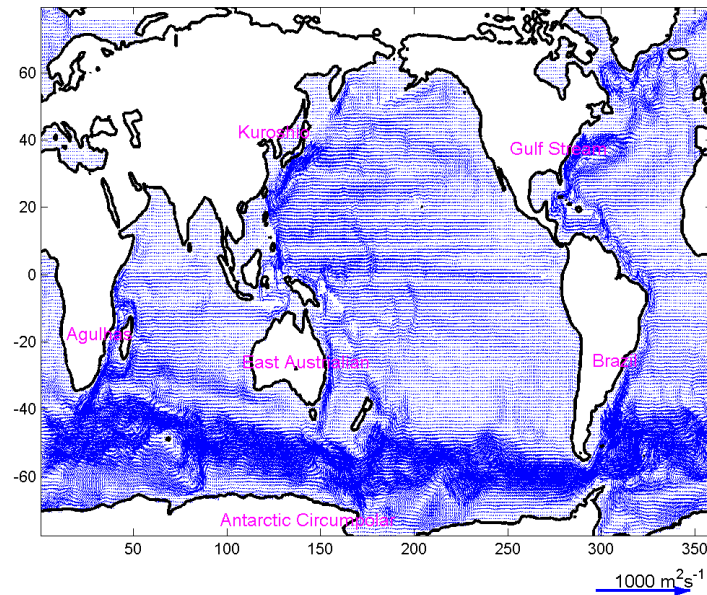 60
40
20
0
-20
-40
-60
Kuroshio
Gulf Stream
Agulhas
East Australian
Brazil
Antarctic Circumpolar
50
100
150
200
250
300
350
1000 m²s⁻¹